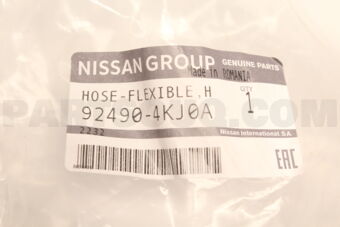 NISSAN GROUP GENUINE PARTS
Made in ROMANIA
HOSE-FLEXIBLE,H QTY
92490-4KJ0A 1
2232 Nissan International S.A.
EAC